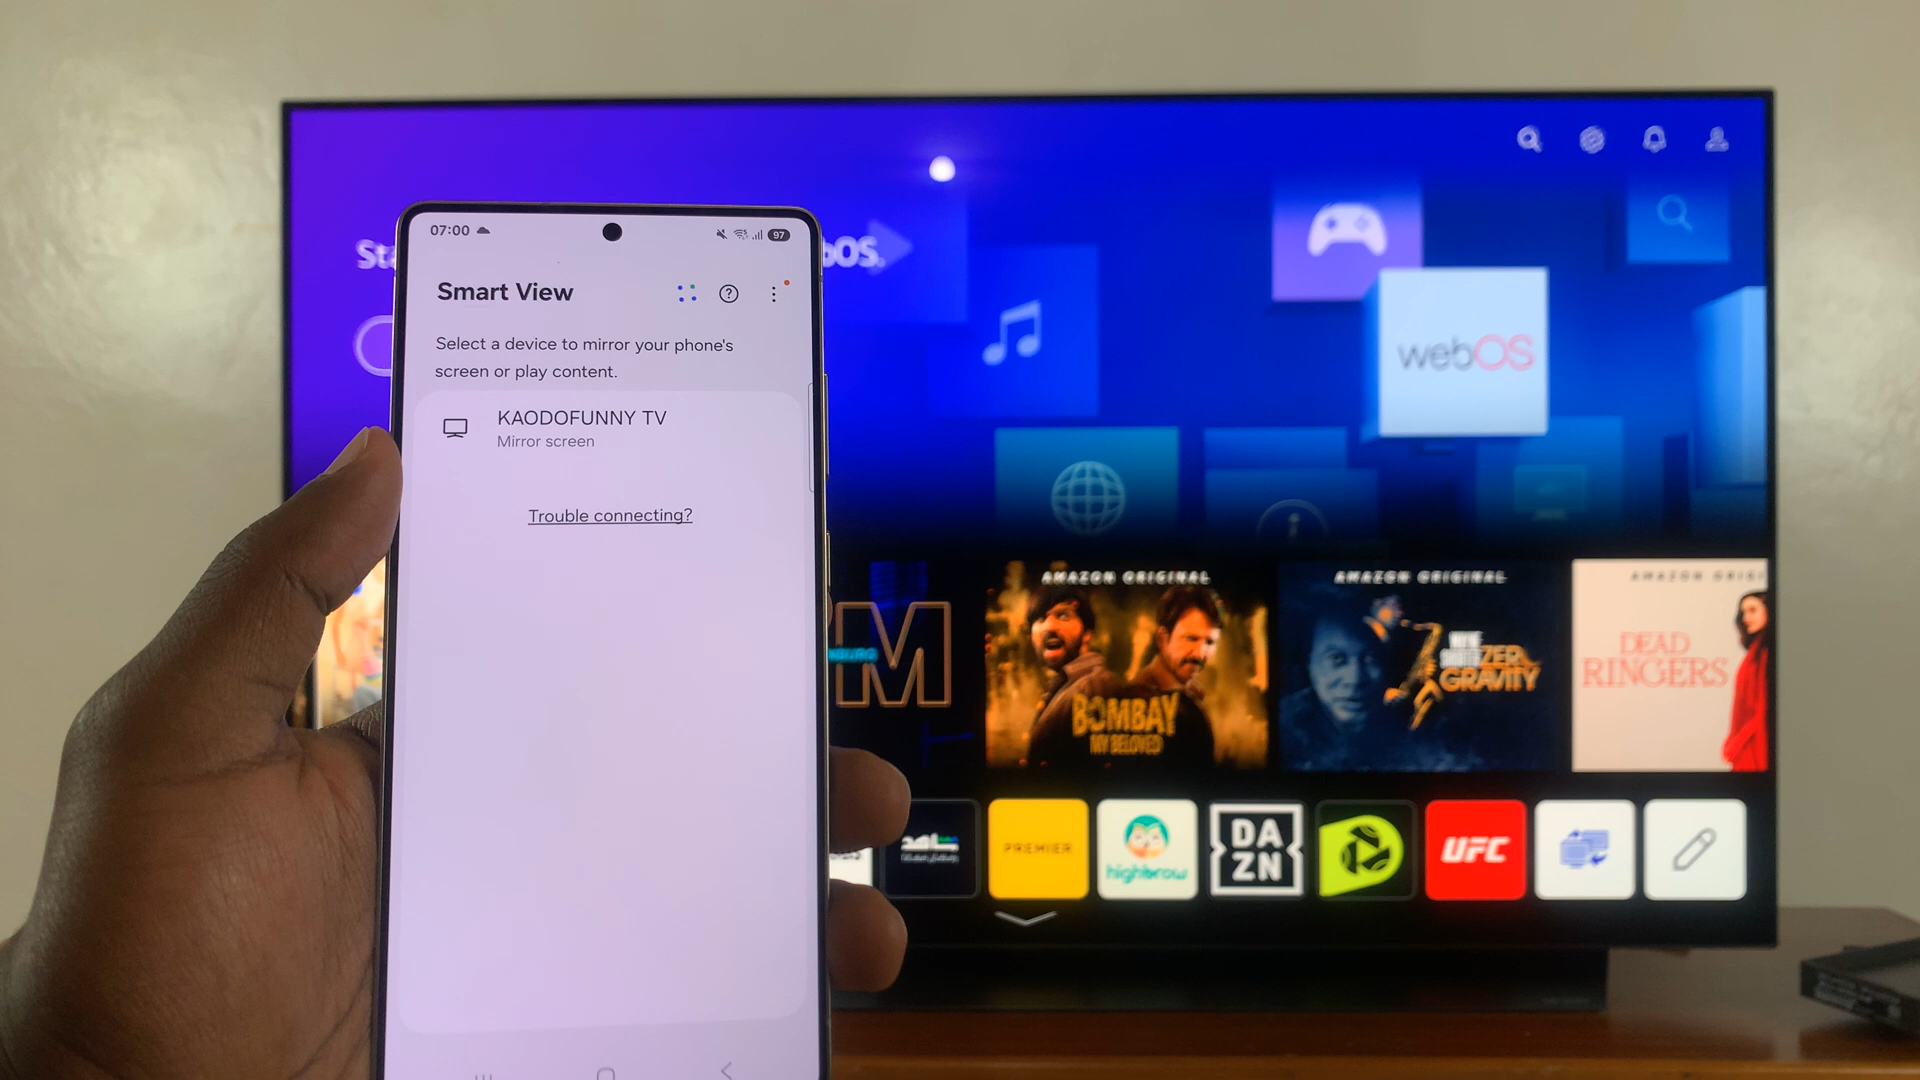 07:00
97
Smart View
Select a device to mirror your phone's
screen or play content.
KAODOFUNNY TV
Mirror screen
Trouble connecting?
webOS
AMAZON ORIGINAL
BOMBAY
MY BELOVED
AMAZON ORIGINAL
ZERO
GRAVITY
DEAD
RINGERS
M
PREMIER
highbrow
DA
ZN
UFC